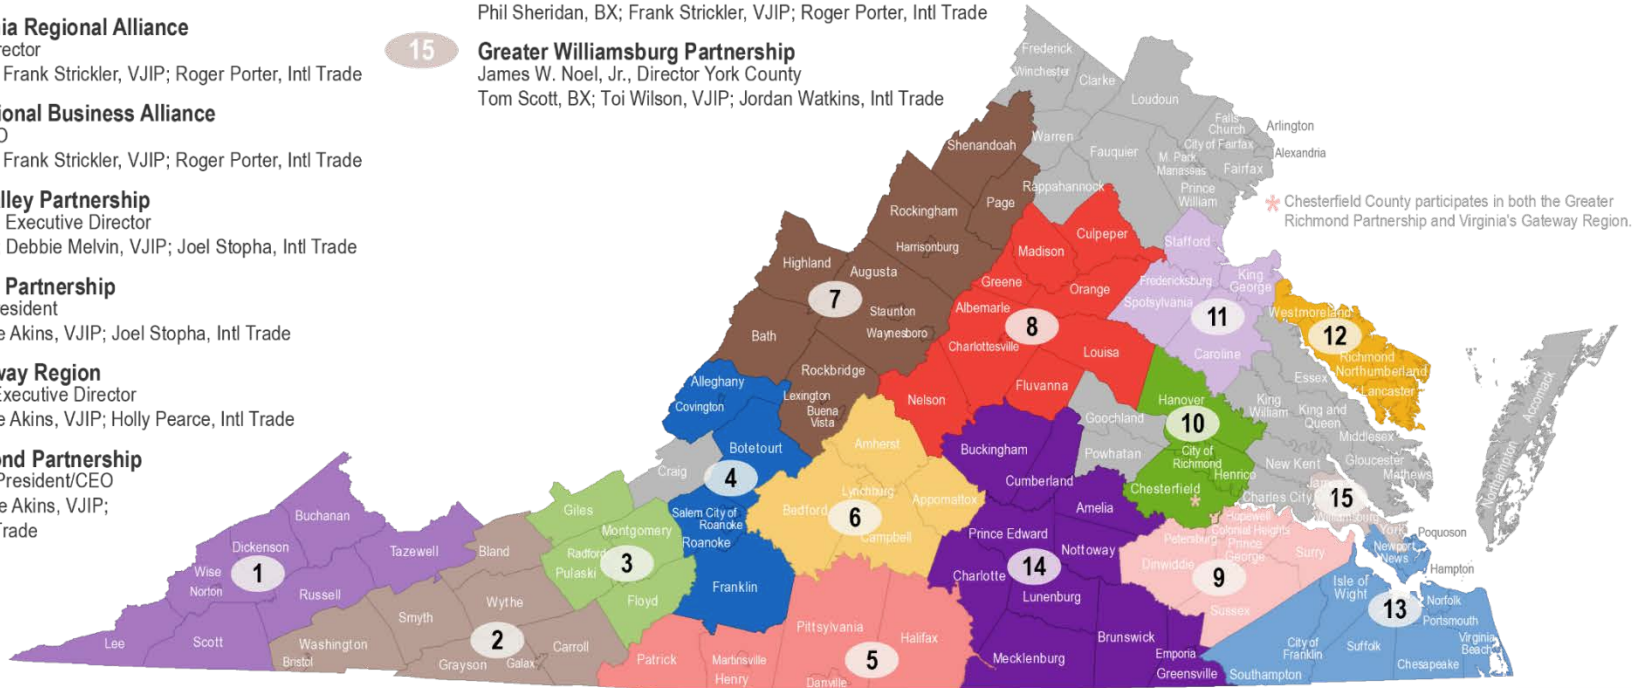 ia Regional Alliance
rector
Frank Strickler, VJIP; Roger Porter, Intl Trade
ional Business Alliance
O
Frank Strickler, VJIP; Roger Porter, Intl Trade
lley Partnership
Executive Director
Debbie Melvin, VJIP; Joel Stopha, Intl Trade
Partnership
esident
e Akins, VJIP; Joel Stopha, Intl Trade
way Region
Executive Director
e Akins, VJIP; Holly Pearce, Intl Trade
ond Partnership
President/CEO
e Akins, VJIP;
rade
Phil Sheridan, BX; Frank Strickler, VJIP; Roger Porter, Intl Trade
15
Greater Williamsburg Partnership
James W. Noel, Jr., Director York County
Tom Scott, BX; Toi Wilson, VJIP; Jordan Watkins, Intl Trade
* Chesterfield County participates in both the Greater
Richmond Partnership and Virginia's Gateway Region.
Frederick
Winchester
Clarke
Loudoun
Falls
Church
Arlington
City of Fairfax
Alexandria
Warren
Fauquier
M. Park
Manassas
Fairfax
Prince
William
Rappahannock
Shenandoah
Page
Rockingham
Harrisonburg
Highland
Augusta
7
Staunton
Waynesboro
Bath
Rockbridge
Lexington
Buena
Vista
Culpeper
Madison
Greene
Orange
Albemarle
8
Charlottesville
Louisa
Fluvanna
Nelson
Stafford
Fredericksburg
King
George
Spotsylvania
11
Caroline
Westmoreland
12
Richmond
Northumberland
Lancaster
Essex
King
William
King and
Queen
Middlesex
Gloucester
Mathews
New Kent
Charles City
Accomack
Northampton
Hanover
10
City of
Richmond
Henrico
Chesterfield
*
Goochland
Powhatan
Alleghany
Covington
Botetourt
Craig
4
Salem City of
Roanoke
Roanoke
Franklin
Amherst
Lynchburg
Appomattox
Bedford
6
Campbell
Buckingham
Cumberland
Amelia
Prince Edward
Nottoway
14
Charlotte
Lunenburg
Brunswick
Mecklenburg
Emporia
Greensville
James
15
Williamsburg
York
Poquoson
Newport
News
Hampton
Hopewell
Colonial Heights
Petersburg
Prince
George
Surry
Dinwiddie
9
Sussex
Isle of
Wight
13
Norfolk
Portsmouth
City of
Franklin
Suffolk
Virginia
Beach
Chesapeake
Southampton
Giles
Montgomery
Radford
Pulaski
3
Floyd
Buchanan
Dickenson
Tazewell
Wise
1
Norton
Russell
Lee
Scott
Bland
Wythe
Smyth
Washington
2
Carroll
Bristol
Grayson
Galax
Patrick
Martinsville
Henry
Pittsylvania
Halifax
5
Danville